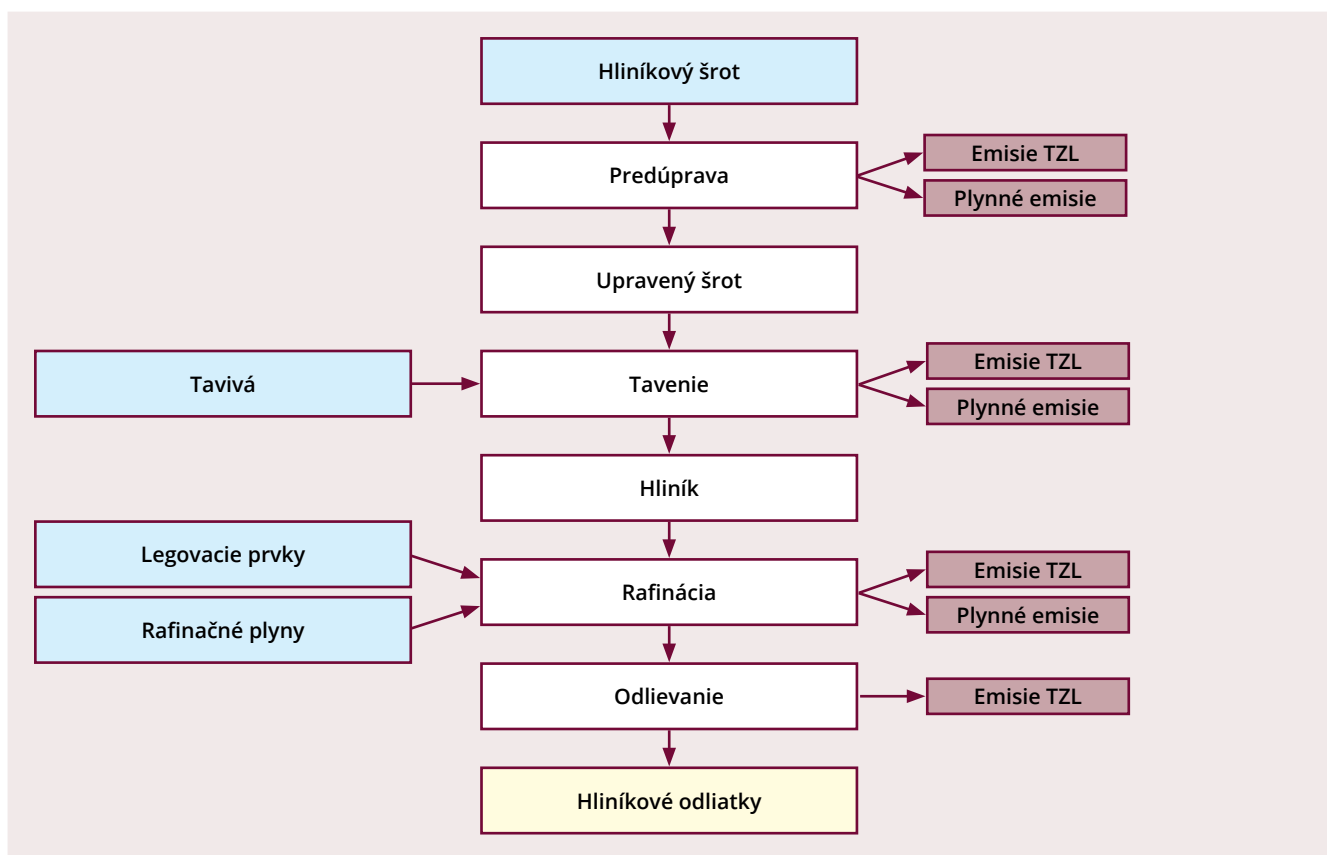 Hliníkový šrot
Predúprava
Emisie TZL
Plynné emisie
Upravený šrot
Tavivá
Tavenie
Emisie TZL
Plynné emisie
Hliník
Legovacie prvky
Rafinačné plyny
Rafinácia
Emisie TZL
Plynné emisie
Odlievanie
Emisie TZL
Hliníkové odliatky